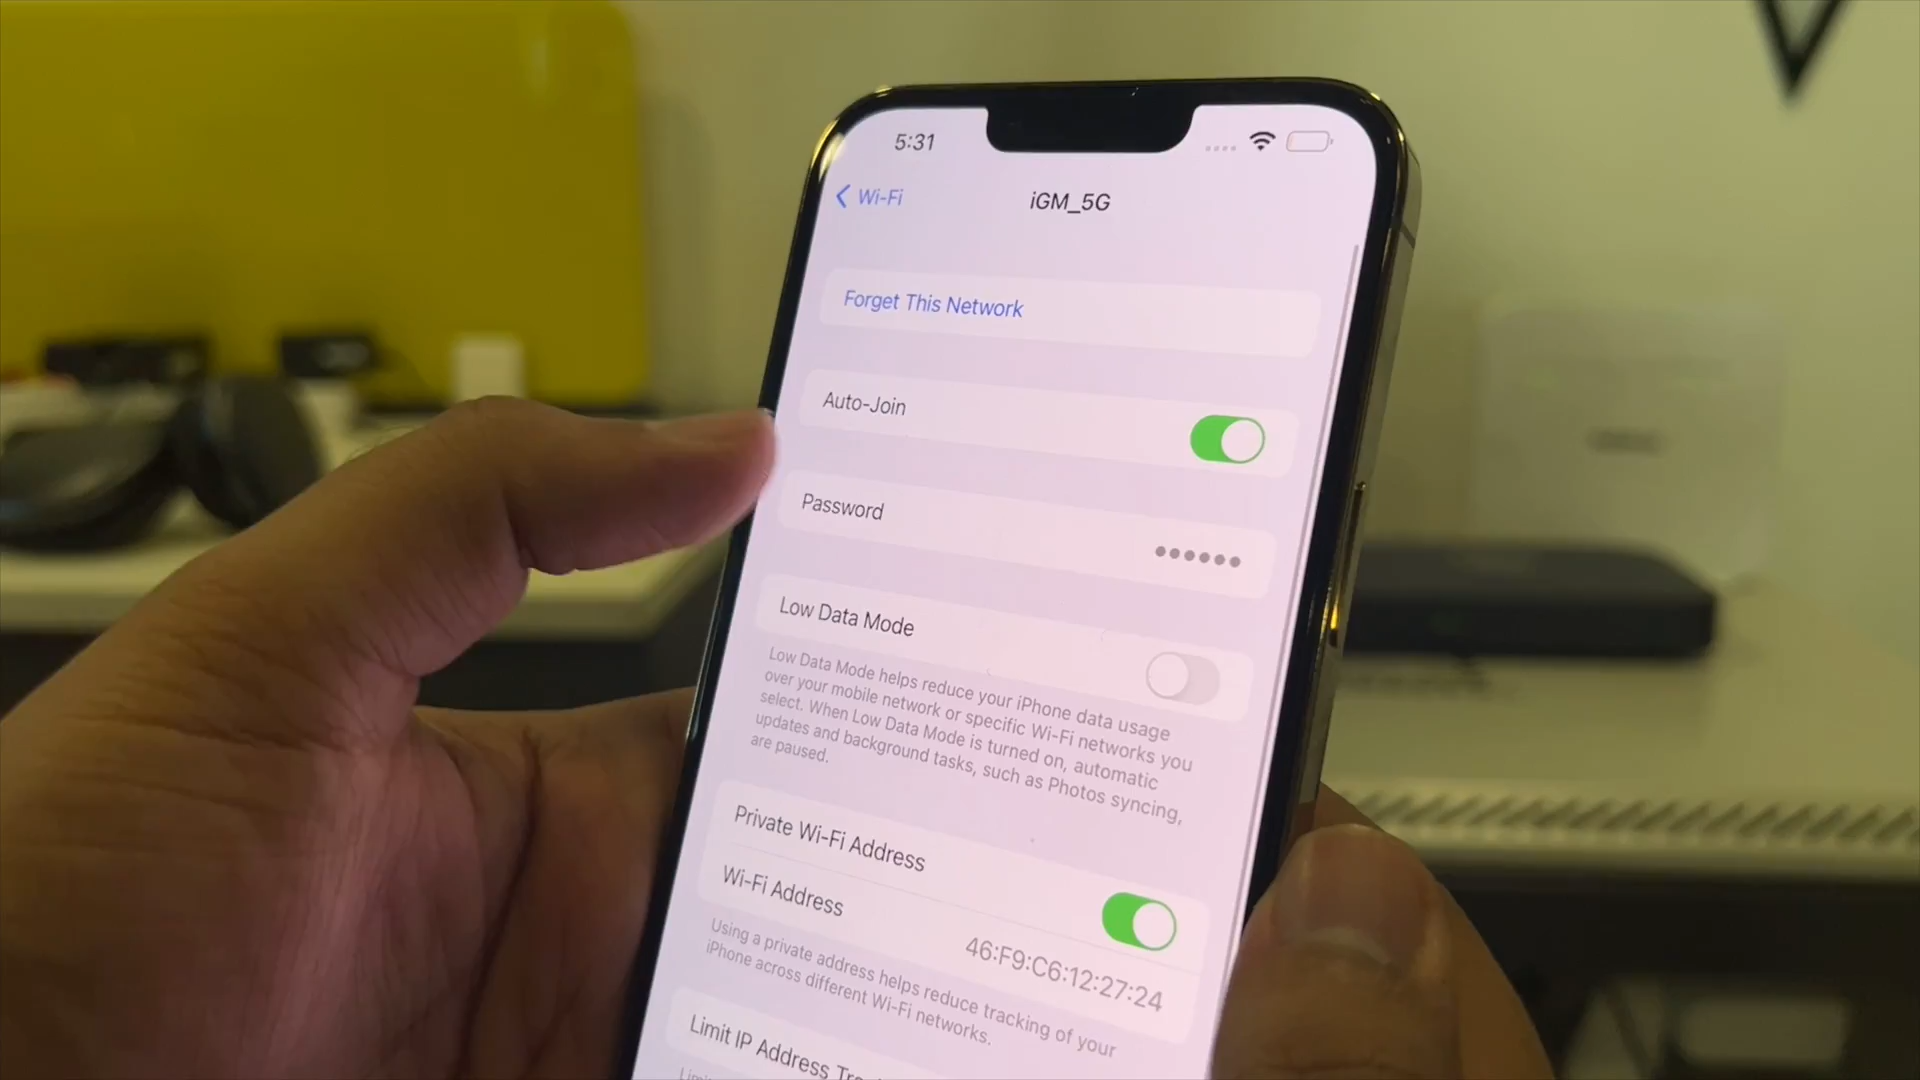 5:31
Wi-Fi
iGM_5G
Forget This Network
Auto-Join
Password
Low Data Mode
Low Data Mode helps reduce your iPhone data usage
over your mobile network or specific Wi-Fi networks you
select. When Low Data Mode is turned on, automatic
updates and background tasks, such as Photos syncing,
are paused.
Private Wi-Fi Address
Wi-Fi Address
46:F9:C6:12:27:24
Using a private address helps reduce tracking of your
iPhone across different Wi-Fi networks.
Limit IP Address